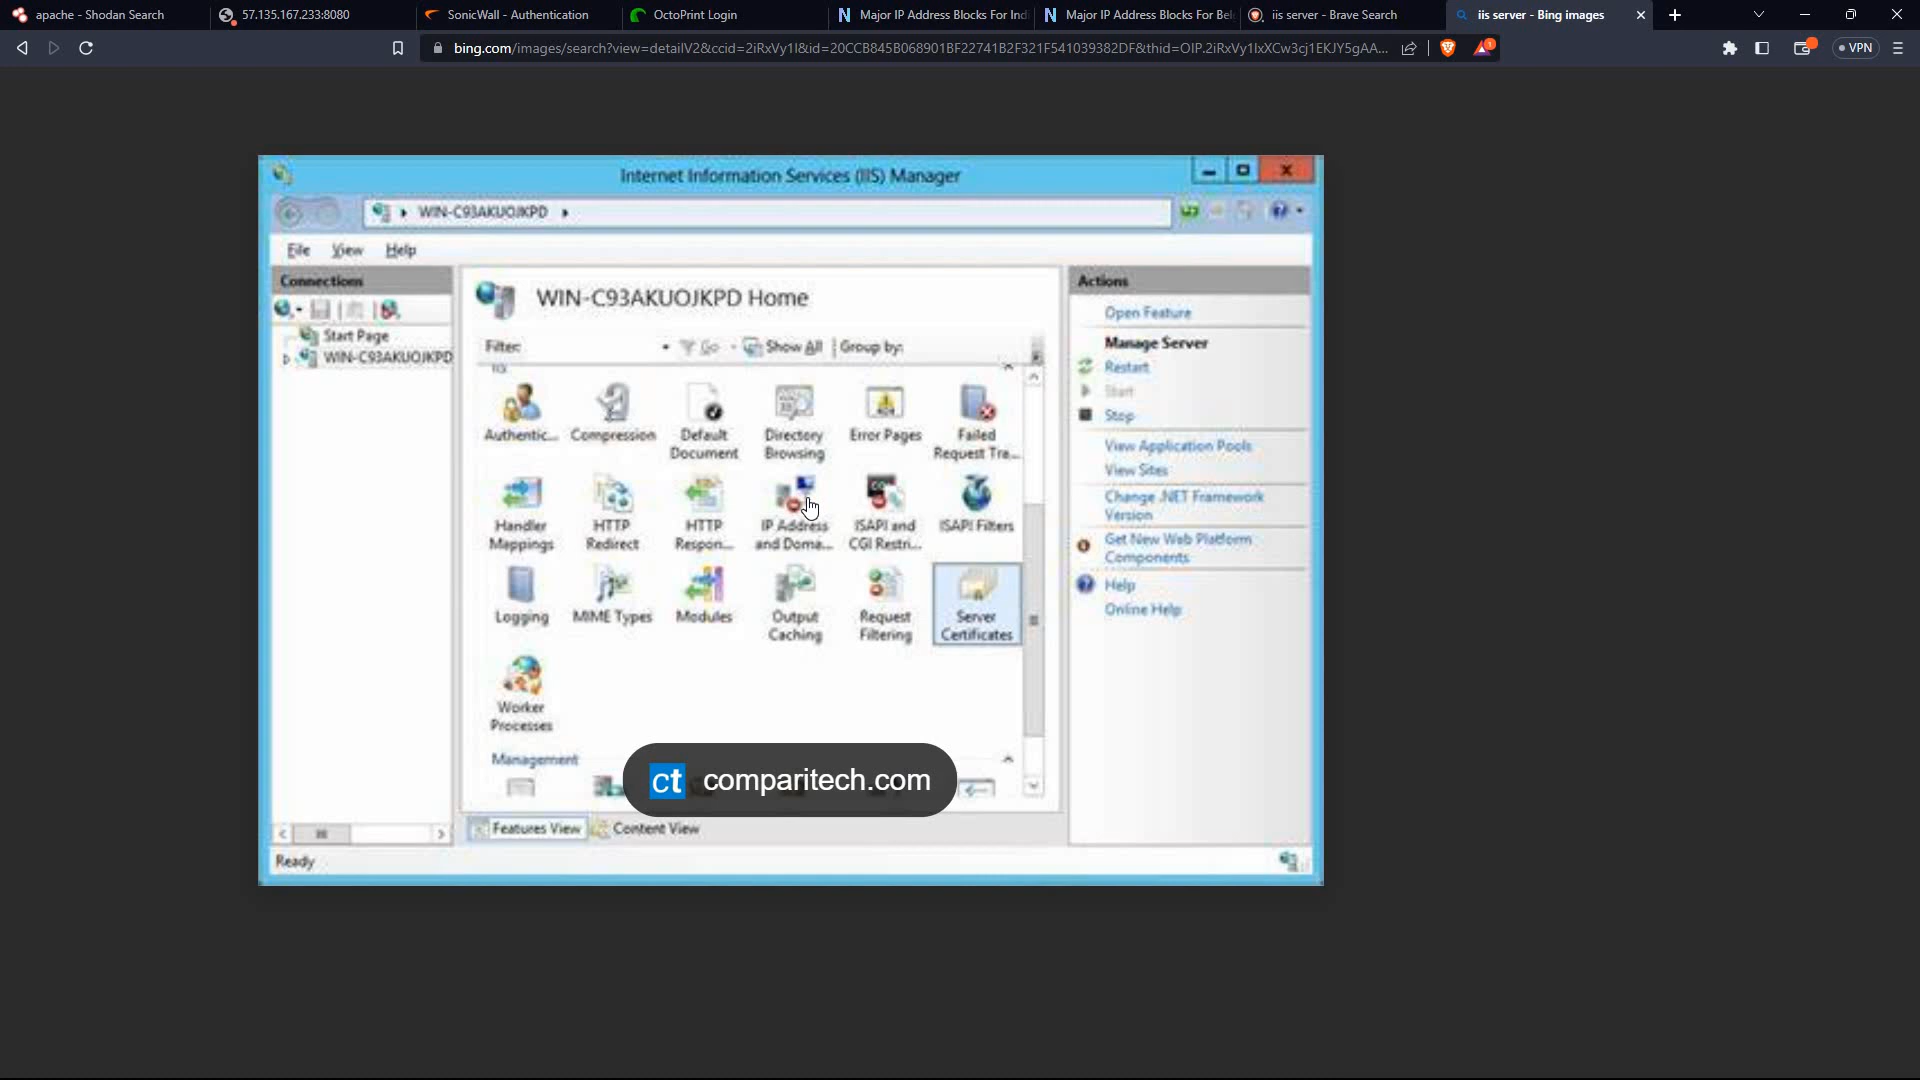 apache - Shodan Search
57.135.167.233:8080
SonicWall - Authentication
OctoPrint Login
Major IP Address Blocks For Ind
Major IP Address Blocks For Bel
iis server - Brave Search
iis server - Bing images
bing.com/images/search?view=detailV2&ccid=2iRxVy1I&id=20CCB845B068901BF22741B2F321F541039382DF&thid=OIP.2iRxVy1IxXCw3cj1EKJY5gAA...
1
VPN
Internet Information Services (IIS) Manager
WIN-C93AKUOJKPD
File View Help
Connections
Start Page
WIN-C93AKUOJKPD
WIN-C93AKUOJKPD Home
Filter: Go Show All Group by:
IIS
Authentic... Compression Default Document Directory Browsing Error Pages Failed Request Tra...
Handler Mappings HTTP Redirect HTTP Respon... IP Address and Doma... ISAPI and CGI Restri... ISAPI Filters
Logging MIME Types Modules Output Caching Request Filtering Server Certificates
Worker Processes
Management
Features View Content View
Actions
Open Feature
Manage Server
Restart
Start
Stop
View Application Pools
View Sites
Change .NET Framework
Version
Get New Web Platform
Components
Help
Online Help
ct comparitech.com
Ready